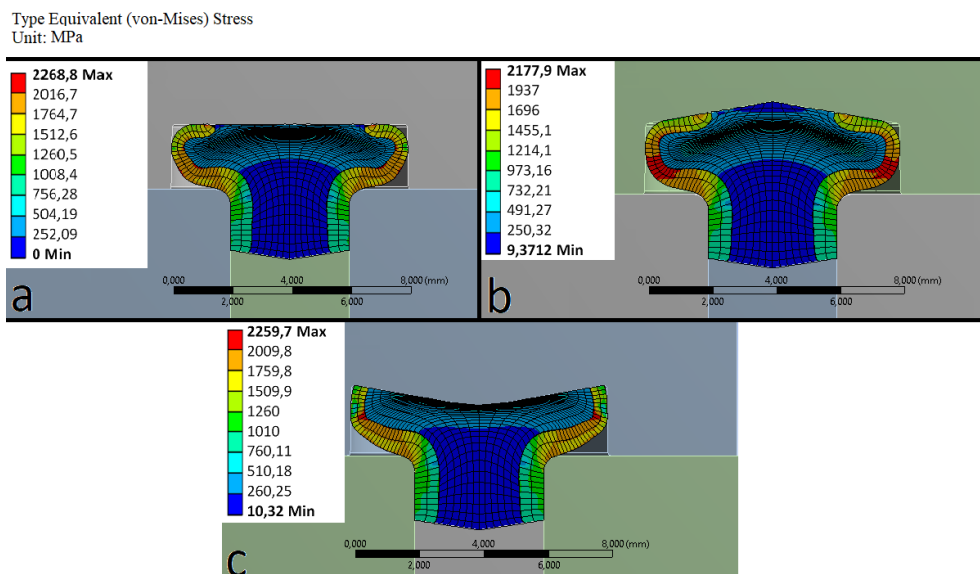 Type Equivalent (von-Mises) Stress
Unit: MPa
2268,8 Max
2016,7
1764,7
1512,6
1260,5
1008,4
756,28
504,19
252,09
0 Min
0,000 4,000 8,000 (mm)
2,000 6,000
a
2177,9 Max
1937
1696
1455,1
1214,1
973,16
732,21
491,27
250,32
9,3712 Min
0,000 4,000 8,000 (mm)
2,000 6,000
b
2259,7 Max
2009,8
1759,8
1509,9
1260
1010
760,11
510,18
260,25
10,32 Min
0,000 4,000 8,000 (mm)
2,000 6,000
c